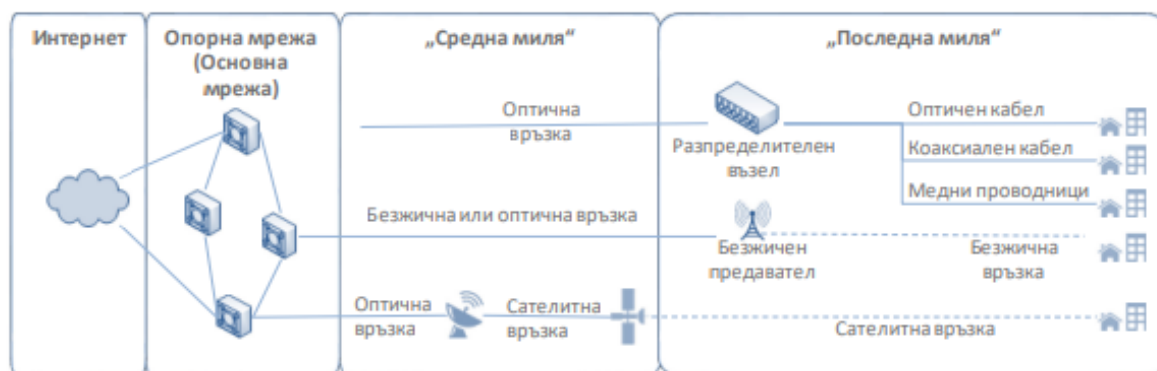 Интернет
Опорна мрежа
(Основна
мрежа)
„Средна миля“
„Последна миля“
Оптична
връзка
Разпределителен
възел
Оптичен кабел
Коаксиален кабел
Медни проводници
Безжична или оптична връзка
Безжичен
предавател
Безжична
връзка
Оптична
връзка
Сателитна
връзка
Сателитна връзка